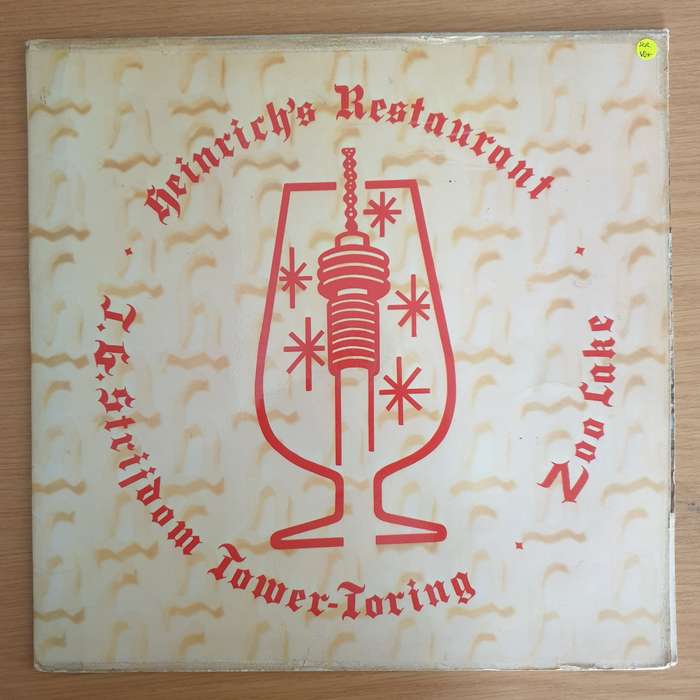 Heinrich's Restaurant
Zoo Lake
J.G.Strijdom Tower-Toring